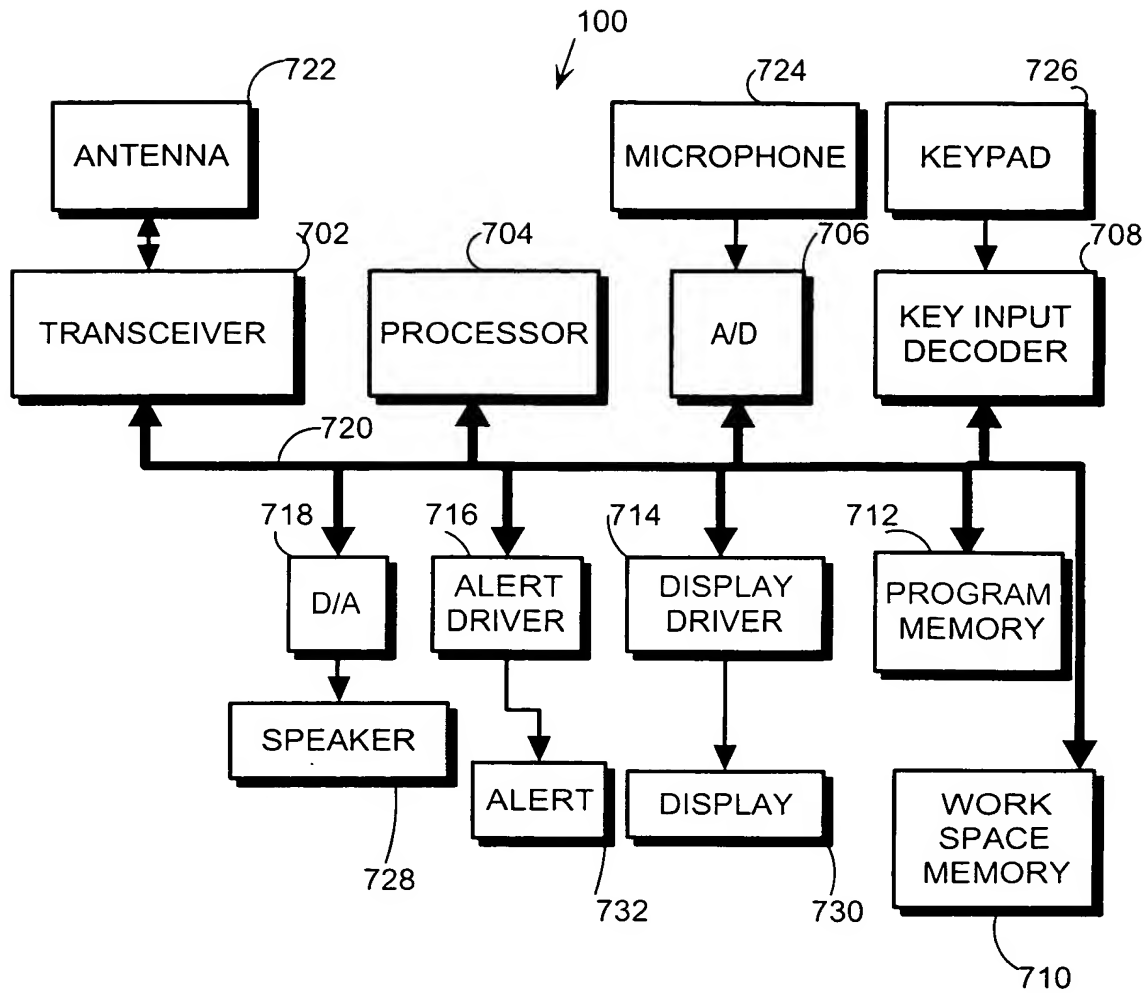 100
722
724
726
ANTENNA
MICROPHONE
KEYPAD
702
704
706
708
TRANSCEIVER
PROCESSOR
A/D
KEY INPUT
DECODER
720
718
716
714
712
D/A
ALERT
DRIVER
DISPLAY
DRIVER
PROGRAM
MEMORY
SPEAKER
ALERT
DISPLAY
WORK
SPACE
MEMORY
728
732
730
710